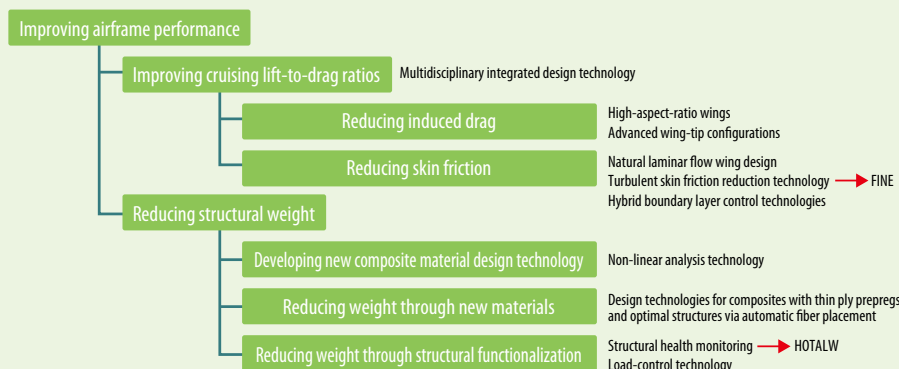 Improving airframe performance
Improving cruising lift-to-drag ratios
Multidisciplinary integrated design technology
Reducing induced drag
High-aspect-ratio wings
Advanced wing-tip configurations
Reducing skin friction
Natural laminar flow wing design
Turbulent skin friction reduction technology FINE
Hybrid boundary layer control technologies
Reducing structural weight
Developing new composite material design technology
Non-linear analysis technology
Reducing weight through new materials
Design technologies for composites with thin ply prepregs
and optimal structures via automatic fiber placement
Reducing weight through structural functionalization
Structural health monitoring HOTALW
Load-control technology